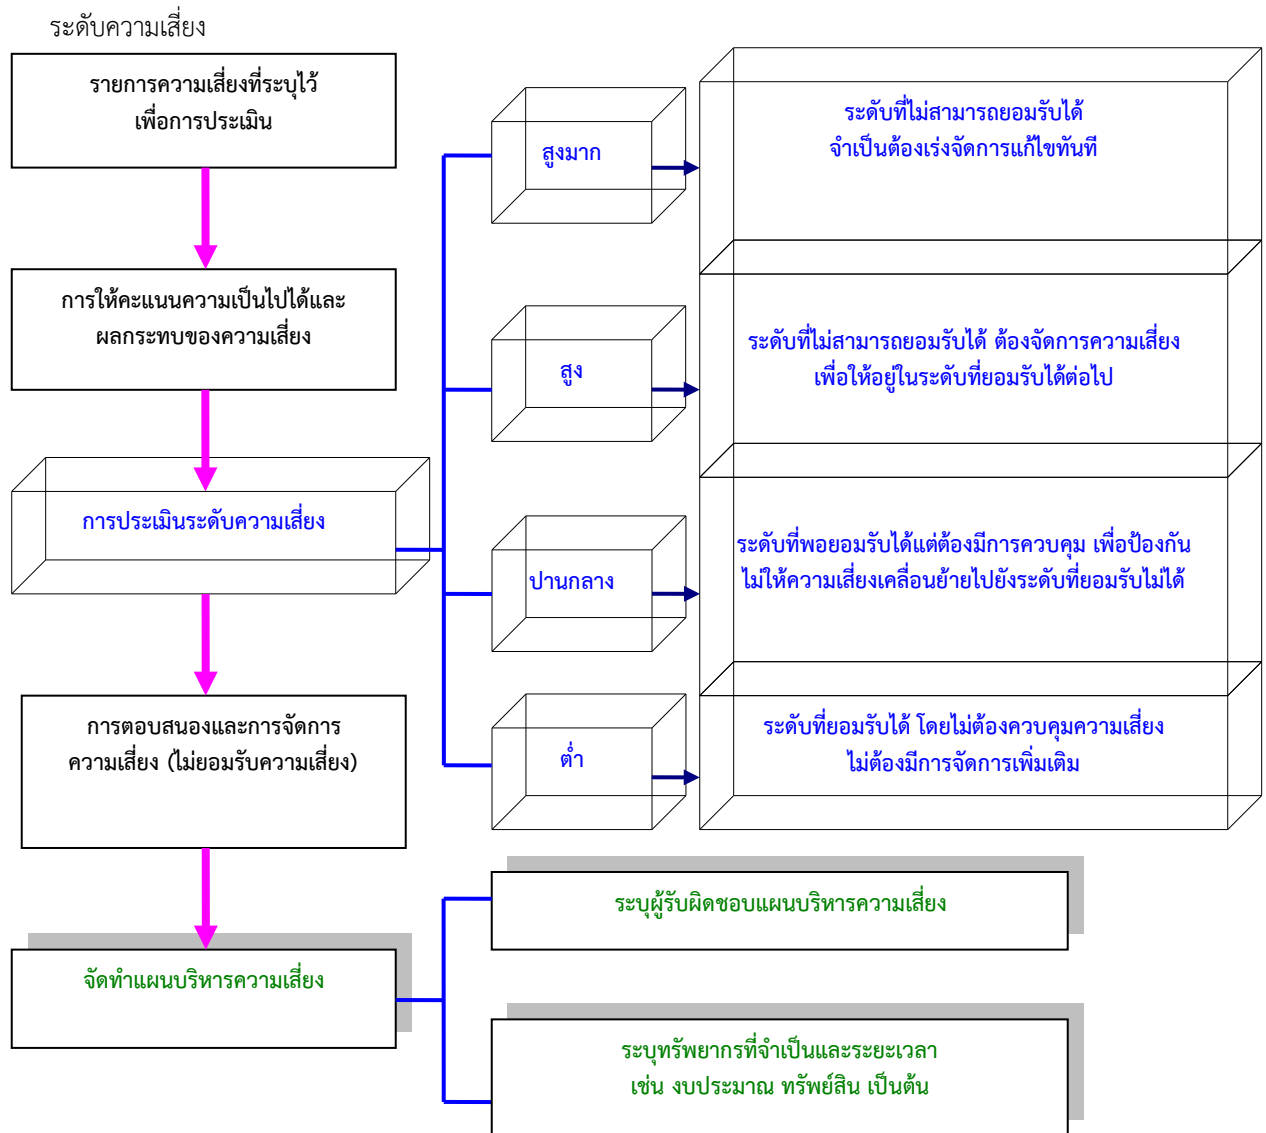 ระดับความเสี่ยง
รายการความเสี่ยงที่ระบุไว้
เพื่อการประเมิน
การให้คะแนนความเป็นไปได้และ
ผลกระทบของความเสี่ยง
การประเมินระดับความเสี่ยง
การตอบสนองและการจัดการ
ความเสี่ยง (ไม่ยอมรับความเสี่ยง)
จัดทำแผนบริหารความเสี่ยง
สูงมาก
ระดับที่ไม่สามารถยอมรับได้
จำเป็นต้องเร่งจัดการแก้ไขทันที
สูง
ระดับที่ไม่สามารถยอมรับได้ ต้องจัดการความเสี่ยง
เพื่อให้อยู่ในระดับที่ยอมรับได้ต่อไป
ปานกลาง
ระดับที่พอยอมรับได้แต่ต้องมีการควบคุม เพื่อป้องกัน
ไม่ให้ความเสี่ยงเคลื่อนย้ายไปยังระดับที่ยอมรับไม่ได้
ต่ำ
ระดับที่ยอมรับได้ โดยไม่ต้องควบคุมความเสี่ยง
ไม่ต้องมีการจัดการเพิ่มเติม
ระบุผู้รับผิดชอบแผนบริหารความเสี่ยง
ระบุทรัพยากรที่จำเป็นและระยะเวลา
เช่น งบประมาณ ทรัพย์สิน เป็นต้น